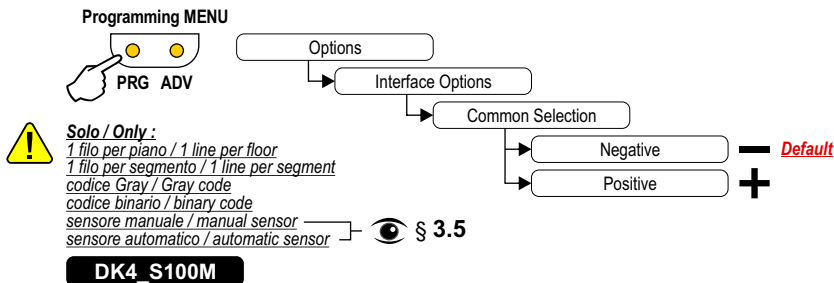 Programming MENU
PRG ADV
Options
Interface Options
Common Selection
Negative
Default
Positive
Solo / Only :
1 filo per piano / 1 line per floor
1 filo per segmento / 1 line per segment
codice Gray / Gray code
codice binario / binary code
sensore manuale / manual sensor
sensore automatico / automatic sensor
§ 3.5
DK4_S100M